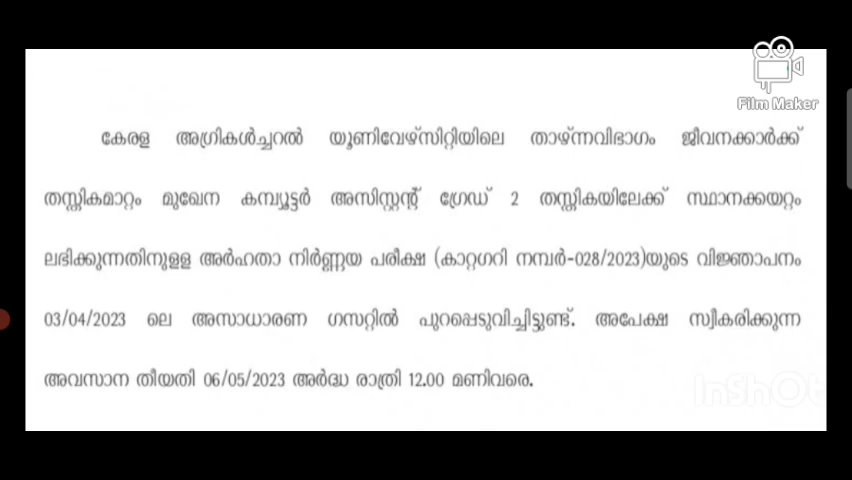 Film Maker
കേരള അഗ്രികൾച്ചറൽ യൂണിവേഴ്സിറ്റിയിലെ താഴ്ന്നവിഭാഗം ജീവനക്കാർക്ക്
തസ്തികമാറ്റം മുഖേന കമ്പ്യൂട്ടർ അസിസ്റ്റന്റ് ഗ്രേഡ് 2 തസ്തികയിലേക്ക് സ്ഥാനക്കയറ്റം
ലഭിക്കുന്നതിനുളള അർഹതാ നിർണ്ണയ പരീക്ഷ (കാറ്റഗറി നമ്പർ-028/2023)യുടെ വിജ്ഞാപനം
03/04/2023 ലെ അസാധാരണ ഗസറ്റിൽ പുറപ്പെടുവിച്ചിട്ടുണ്ട്. അപേക്ഷ സ്വീകരിക്കുന്ന
അവസാന തീയതി 06/05/2023 അർദ്ധ രാത്രി 12.00 മണിവരെ.
InShOt